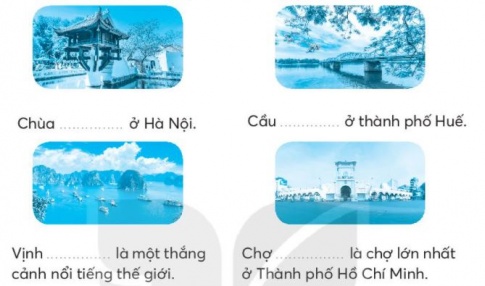 Chùa .............. ở Hà Nội.
Cầu .............. ở thành phố Huế.
Vịnh .............. là một thắng
cảnh nổi tiếng thế giới.
Chợ .............. là chợ lớn nhất
ở Thành phố Hồ Chí Minh.